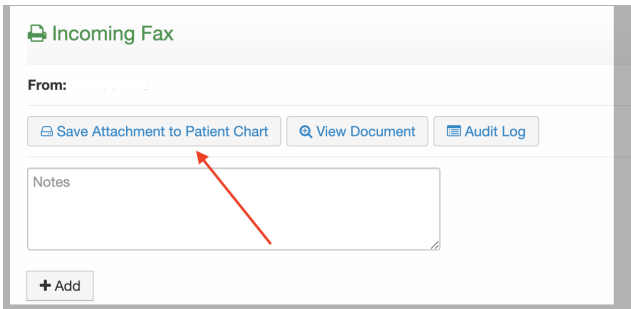 Incoming Fax
From:
Save Attachment to Patient Chart View Document Audit Log
Notes
+ Add